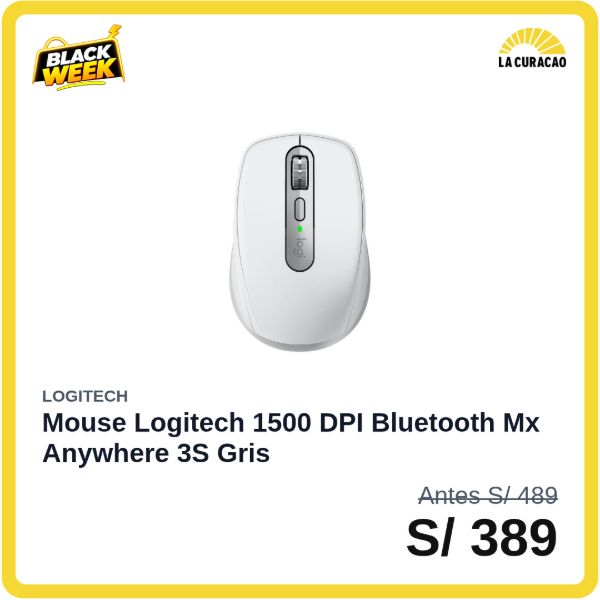 BLACK
WEEK
LA CURACAO
logi
LOGITECH
Mouse Logitech 1500 DPI Bluetooth Mx
Anywhere 3S Gris
Antes S/ 489
S/ 389